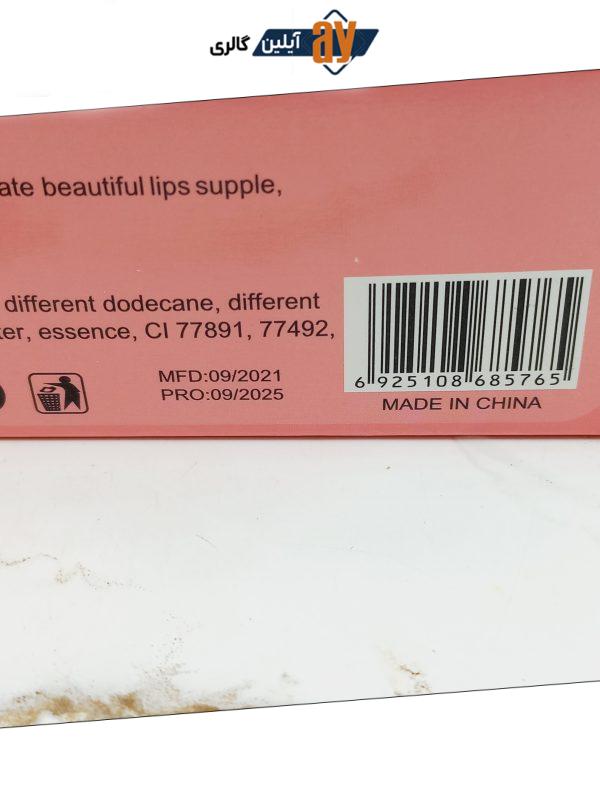 آیلین گالری ay
ate beautiful lips supple,
different dodecane, different
ker, essence, CI 77891, 77492,
MFD:09/2021
PRO:09/2025
6 925108 685765
MADE IN CHINA